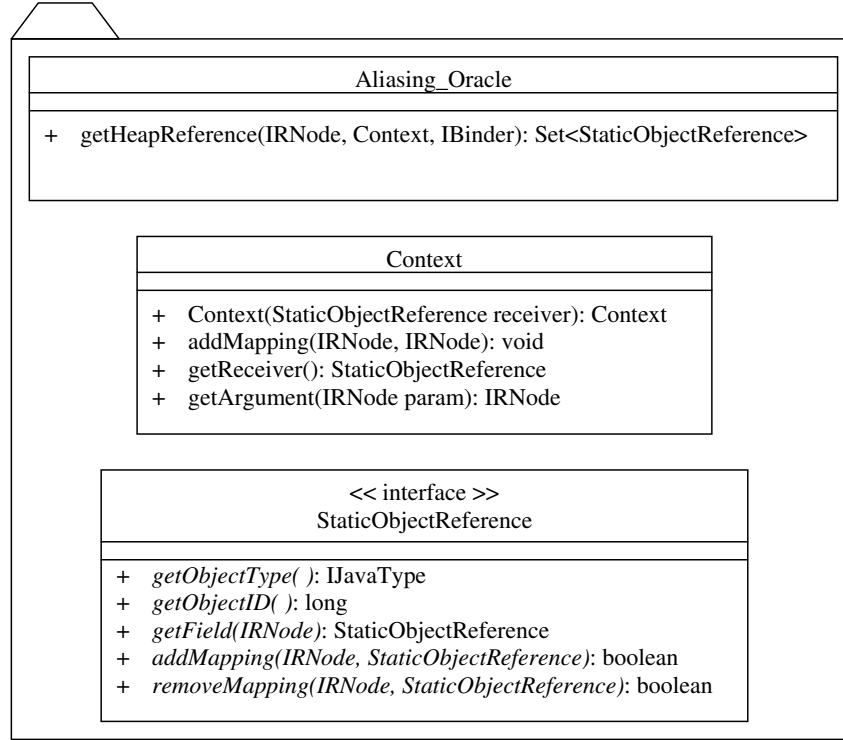 Aliasing_Oracle
+ getHeapReference(IRNode, Context, IBinder): Set<StaticObjectReference>
Context
+ Context(StaticObjectReference receiver): Context
+ addMapping(IRNode, IRNode): void
+ getReceiver(): StaticObjectReference
+ getArgument(IRNode param): IRNode
<< interface >>
StaticObjectReference
+ getObjectType( ): IJavaType
+ getObjectID( ): long
+ getField(IRNode): StaticObjectReference
+ addMapping(IRNode, StaticObjectReference): boolean
+ removeMapping(IRNode, StaticObjectReference): boolean